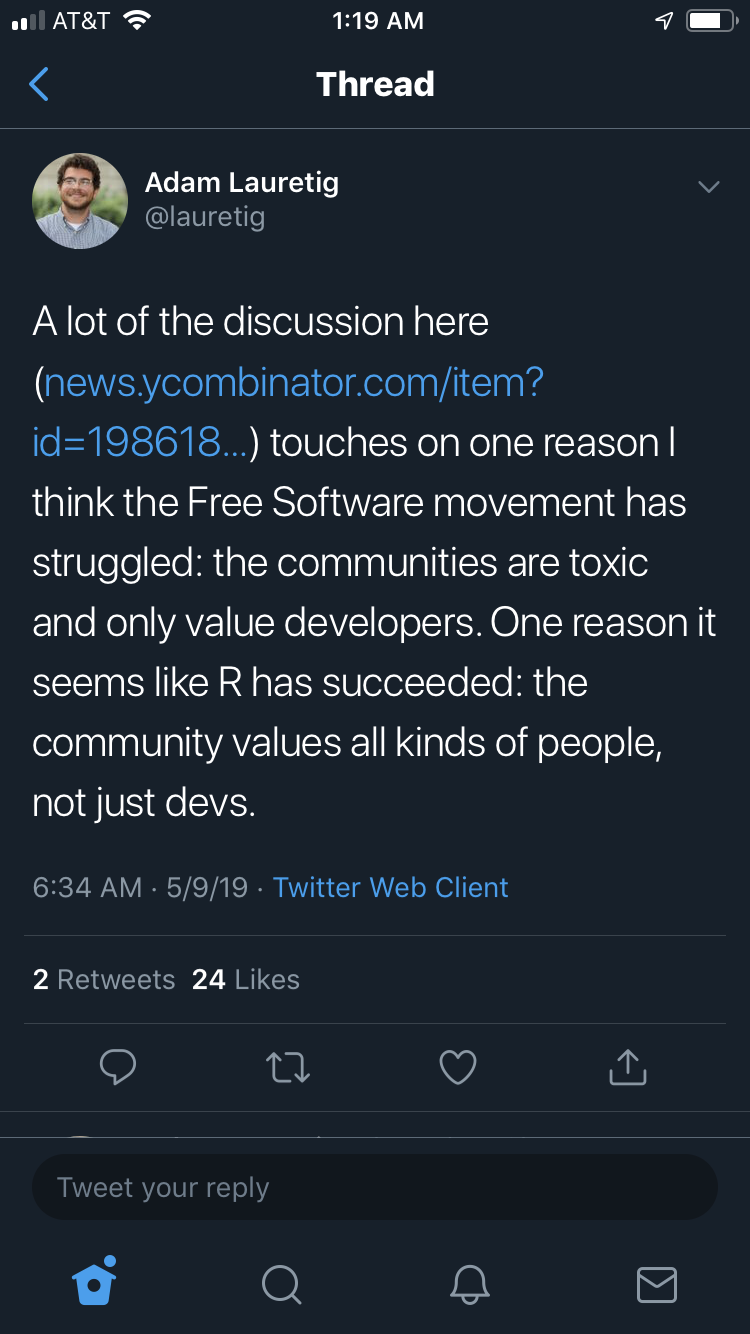 AT&T 1:19 AM
Thread
Adam Lauretig
@lauretig
A lot of the discussion here
(news.ycombinator.com/item?
id=198618...) touches on one reason I
think the Free Software movement has
struggled: the communities are toxic
and only value developers. One reason it
seems like R has succeeded: the
community values all kinds of people,
not just devs.
6:34 AM · 5/9/19 · Twitter Web Client
2 Retweets 24 Likes
Tweet your reply